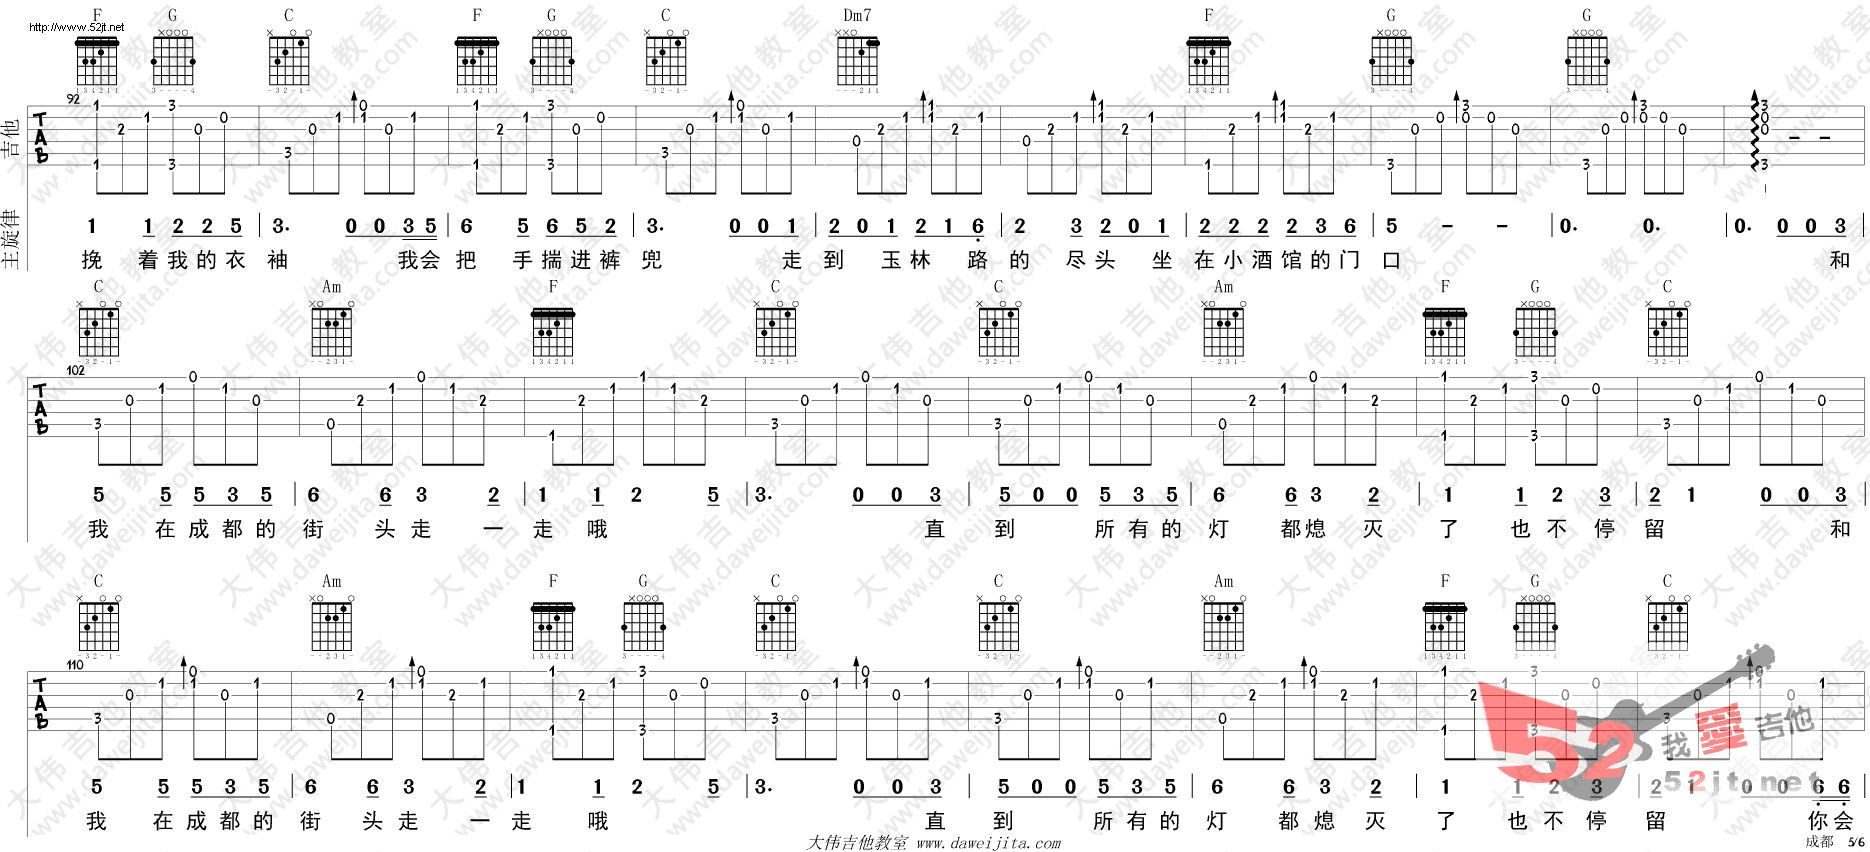 http://www.52jt.net
F G C F G C Dm7 F G G
92
吉他 TAB
主旋律 1 1 2 2 5 | 3. 0 0 3 5 | 6 5 6 5 2 | 3. 0 0 1 | 2 0 1 2 1 6 | 2 3 2 0 1 | 2 2 2 2 3 6 | 5 - - | 0. 0. | 0. 0 0 3
挽着我的衣袖 我会把手揣进裤兜 走到玉林路的尽头 坐在小酒馆的门口 和
C Am F C C Am F G C
102
TAB
5 5 5 3 5 | 6 6 3 2 | 1 1 2 5 | 3. 0 0 3 | 5 0 0 5 3 5 | 6 6 3 2 | 1 1 2 3 | 2 1 0 0 3
我在成都的街头走一走哦 直到所有的灯都熄灭了也不停留 和
C Am F G C C Am F G C
110
TAB
5 5 5 3 5 | 6 6 3 2 | 1 1 2 5 | 3. 0 0 3 | 5 0 0 5 3 5 | 6 6 3 2 | 1 1 2 3 | 2 1 0 0 6 6
我在成都的街头走一走哦 直到所有的灯都熄灭了也不停留 你会
52我爱吉他
52jt.net
大伟吉他教室 www.daweijita.com
成都 5/6